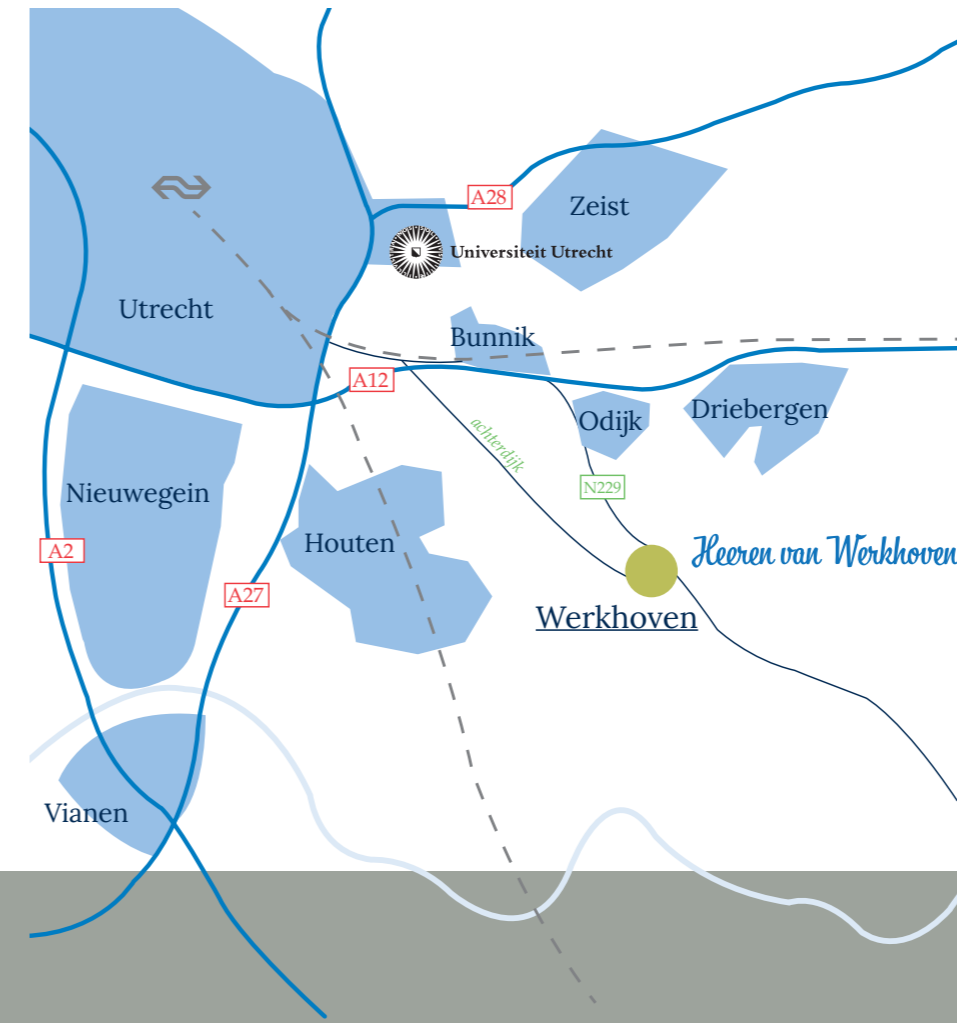 A28
Zeist
Universiteit Utrecht
Utrecht
Bunnik
A12
Driebergen
Odijk
achterdijk
Nieuwegein
N229
Houten
A2
Heeren van Werkhoven
A27
Werkhoven
Vianen